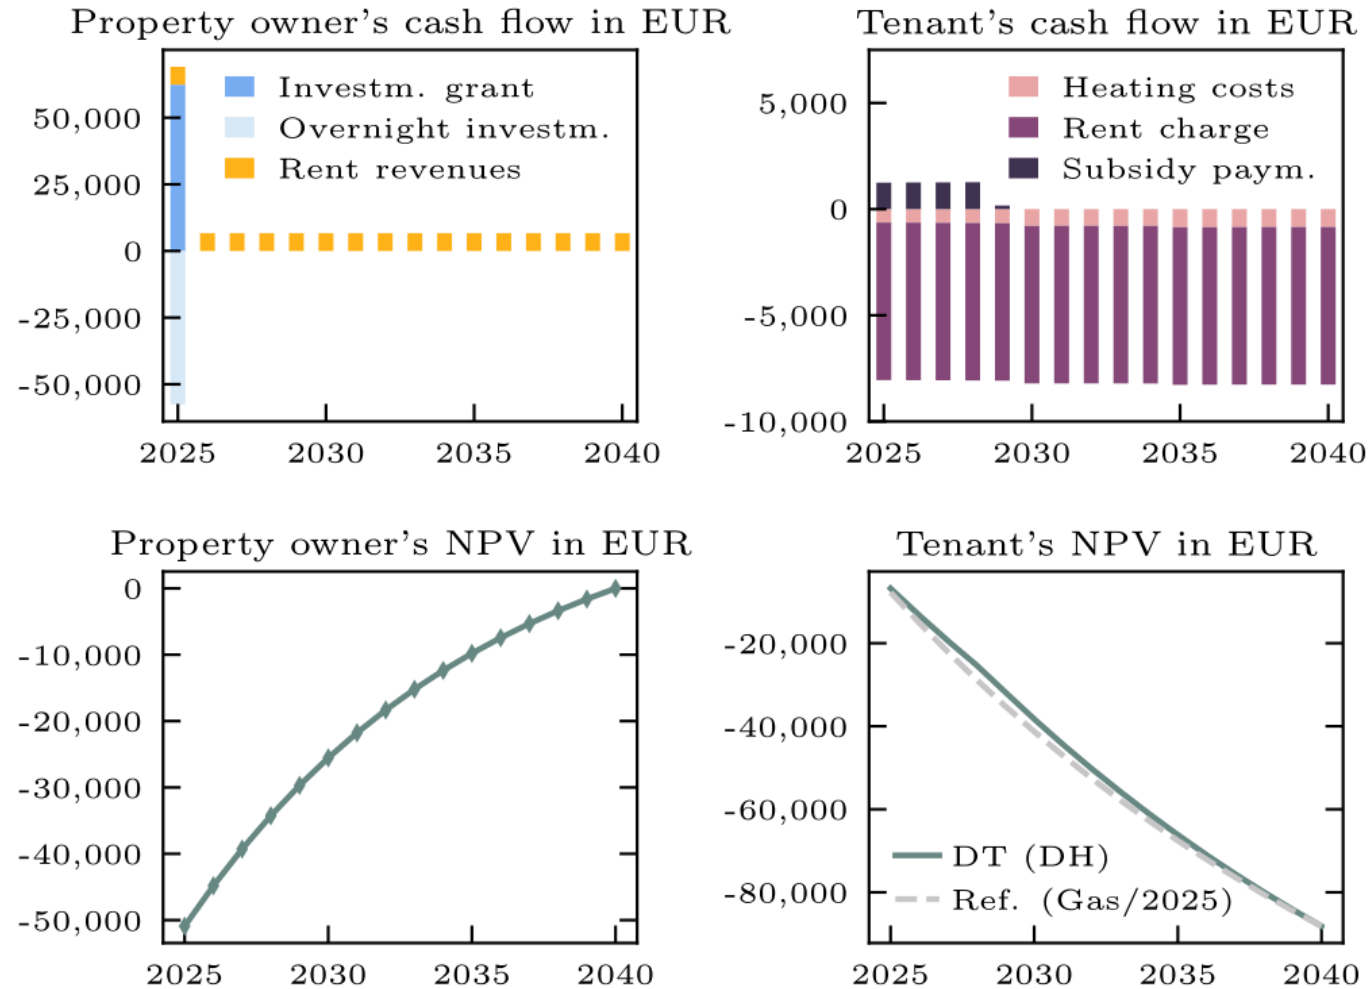 Property owner's cash flow in EUR
50,000
25,000
0
-25,000
-50,000
Investm. grant
Overnight investm.
Rent revenues
2025 2030 2035 2040
Tenant's cash flow in EUR
5,000
0
-5,000
-10,000
Heating costs
Rent charge
Subsidy paym.
2025 2030 2035 2040
Property owner's NPV in EUR
0
-10,000
-20,000
-30,000
-40,000
-50,000
2025 2030 2035 2040
Tenant's NPV in EUR
-20,000
-40,000
-60,000
-80,000
DT (DH)
Ref. (Gas/2025)
2025 2030 2035 2040